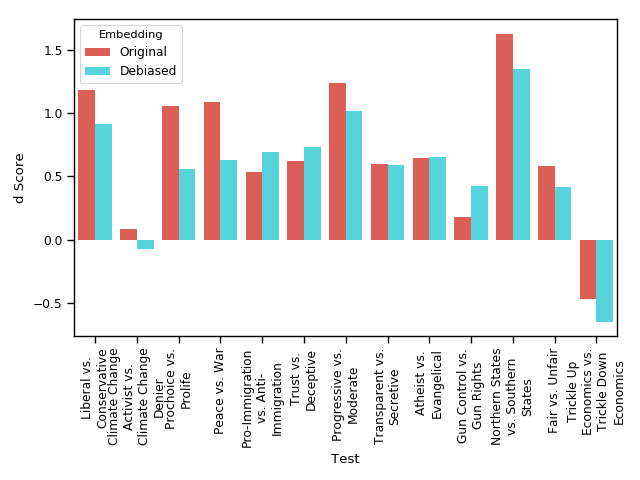 Embedding
Original
Debiased
1.5
1.0
0.5
0.0
−0.5
d Score
Liberal vs.
Conservative
Climate Change
Activist vs.
Climate Change
Denier
Prochoice vs.
Prolife
Peace vs. War
Pro-Immigration
vs. Anti-
Immigration
Trust vs.
Deceptive
Progressive vs.
Moderate
Transparent vs.
Secretive
Atheist vs.
Evangelical
Gun Control vs.
Gun Rights
Northern States
vs. Southern
States
Fair vs. Unfair
Trickle Up
Economics vs.
Trickle Down
Economics
Test